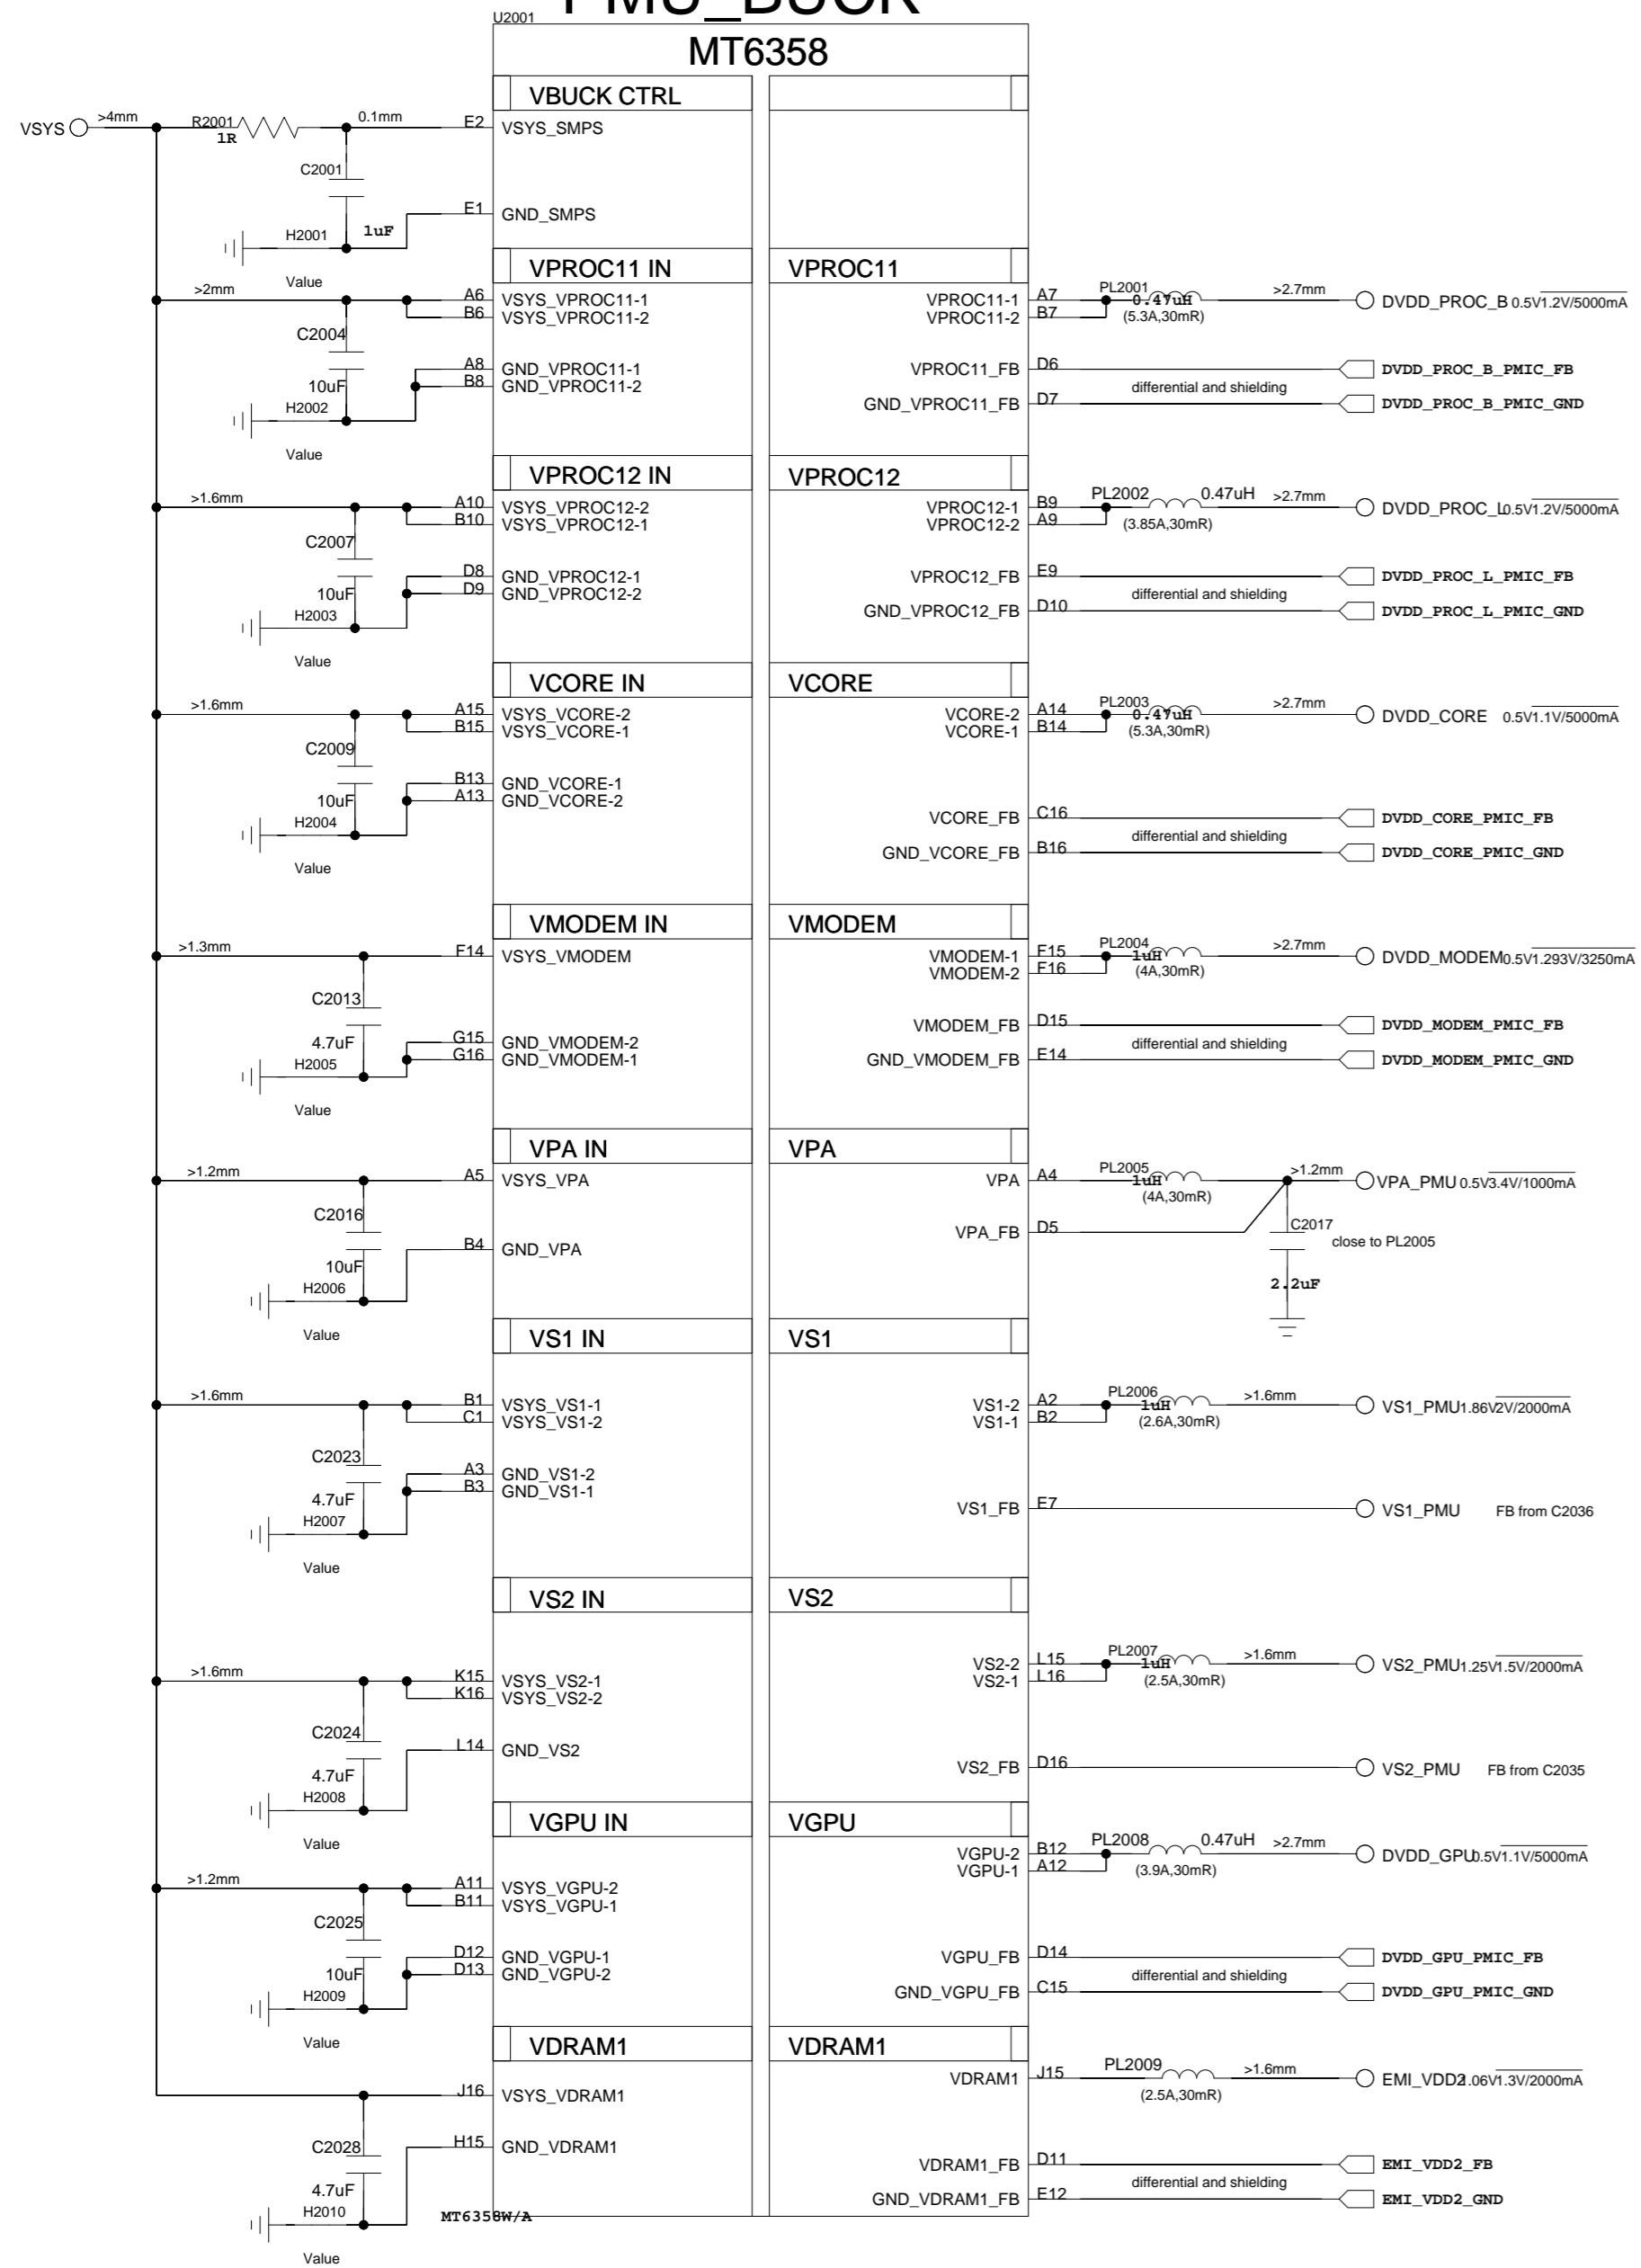 PMU_BUCK
U2001
MT6358
VBUCK CTRL
VSYS >4mm R2001 1R 0.1mm E2 VSYS_SMPS
C2001
1uF
E1 GND_SMPS
H2001
Value
VPROC11 IN VPROC11
>2mm A6 VSYS_VPROC11-1
B6 VSYS_VPROC11-2
VPROC11-1 A7 PL2001 0.47uH >2.7mm DVDD_PROC_B 0.5V1.2V/5000mA
VPROC11-2 B7 (5.3A,30mR)
C2004
10uF
A8 GND_VPROC11-1
B8 GND_VPROC11-2
H2002
Value
VPROC11_FB D6 DVDD_PROC_B_PMIC_FB
differential and shielding
GND_VPROC11_FB D7 DVDD_PROC_B_PMIC_GND
VPROC12 IN VPROC12
>1.6mm A10 VSYS_VPROC12-2
B10 VSYS_VPROC12-1
VPROC12-1 B9 PL2002 0.47uH >2.7mm DVDD_PROC_L 0.5V1.2V/5000mA
VPROC12-2 A9 (3.85A,30mR)
C2007
10uF
D8 GND_VPROC12-1
D9 GND_VPROC12-2
H2003
Value
VPROC12_FB E9 DVDD_PROC_L_PMIC_FB
differential and shielding
GND_VPROC12_FB D10 DVDD_PROC_L_PMIC_GND
VCORE IN VCORE
>1.6mm A15 VSYS_VCORE-2
B15 VSYS_VCORE-1
VCORE-2 A14 PL2003 0.47uH >2.7mm DVDD_CORE 0.5V1.1V/5000mA
VCORE-1 B14 (5.3A,30mR)
C2009
10uF
B13 GND_VCORE-1
A13 GND_VCORE-2
H2004
Value
VCORE_FB C16 DVDD_CORE_PMIC_FB
differential and shielding
GND_VCORE_FB B16 DVDD_CORE_PMIC_GND
VMODEM IN VMODEM
>1.3mm F14 VSYS_VMODEM
VMODEM-1 F15 PL2004 1uH >2.7mm DVDD_MODEM 0.5V1.293V/3250mA
VMODEM-2 F16 (4A,30mR)
C2013
4.7uF
G15 GND_VMODEM-2
G16 GND_VMODEM-1
H2005
Value
VMODEM_FB D15 DVDD_MODEM_PMIC_FB
differential and shielding
GND_VMODEM_FB E14 DVDD_MODEM_PMIC_GND
VPA IN VPA
>1.2mm A5 VSYS_VPA
VPA A4 PL2005 1uH >1.2mm VPA_PMU 0.5V3.4V/1000mA
(4A,30mR)
C2016
10uF
B4 GND_VPA
H2006
Value
VPA_FB D5
C2017
close to PL2005
2.2uF
VS1 IN VS1
>1.6mm B1 VSYS_VS1-1
C1 VSYS_VS1-2
VS1-2 A2 PL2006 1uH >1.6mm VS1_PMU 1.86V2V/2000mA
VS1-1 B2 (2.6A,30mR)
C2023
4.7uF
A3 GND_VS1-2
B3 GND_VS1-1
H2007
Value
VS1_FB E7 VS1_PMU FB from C2036
VS2 IN VS2
>1.6mm K15 VSYS_VS2-1
K16 VSYS_VS2-2
VS2-2 L15 PL2007 1uH >1.6mm VS2_PMU 1.25V1.5V/2000mA
VS2-1 L16 (2.5A,30mR)
C2024
4.7uF
L14 GND_VS2
H2008
Value
VS2_FB D16 VS2_PMU FB from C2035
VGPU IN VGPU
>1.2mm A11 VSYS_VGPU-2
B11 VSYS_VGPU-1
VGPU-2 B12 PL2008 0.47uH >2.7mm DVDD_GPU 0.5V1.1V/5000mA
VGPU-1 A12 (3.9A,30mR)
C2025
10uF
D12 GND_VGPU-1
D13 GND_VGPU-2
H2009
Value
VGPU_FB D14 DVDD_GPU_PMIC_FB
differential and shielding
GND_VGPU_FB C15 DVDD_GPU_PMIC_GND
VDRAM1 VDRAM1
J16 VSYS_VDRAM1
VDRAM1 J15 PL2009 >1.6mm EMI_VDD2 1.06V1.3V/2000mA
(2.5A,30mR)
C2028
4.7uF
H15 GND_VDRAM1
H2010
Value
VDRAM1_FB D11 EMI_VDD2_FB
differential and shielding
GND_VDRAM1_FB E12 EMI_VDD2_GND
MT6358W/A